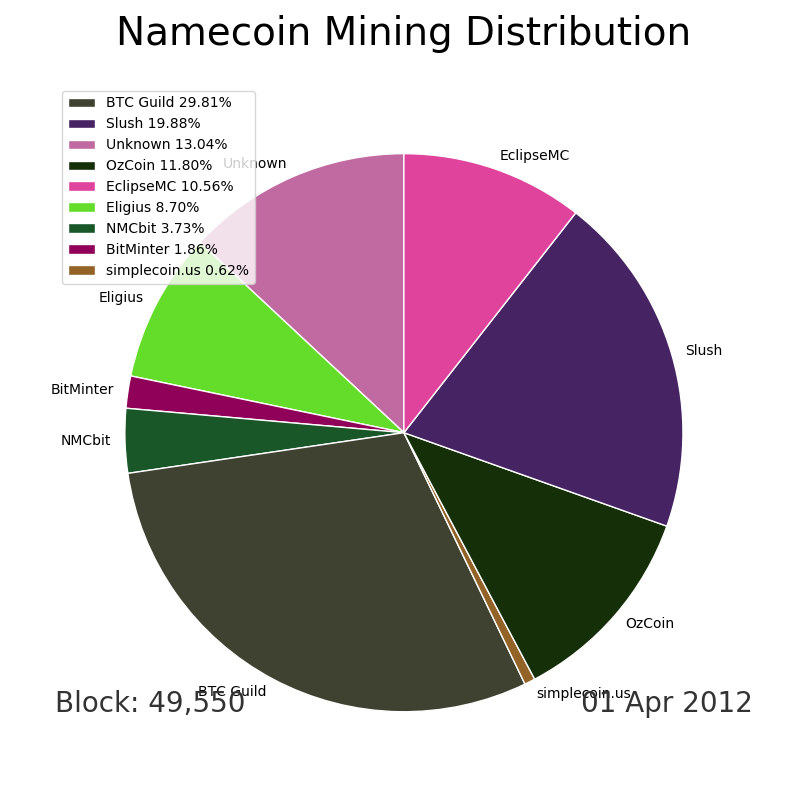 Namecoin Mining Distribution
BTC Guild 29.81%
Slush 19.88%
Unknown 13.04%
OzCoin 11.80%
EclipseMC 10.56%
Eligius 8.70%
NMCbit 3.73%
BitMinter 1.86%
simplecoin.us 0.62%
Unknown
EclipseMC
Eligius
Slush
BitMinter
NMCbit
OzCoin
BTC Guild
simplecoin.us
Block: 49,550
01 Apr 2012